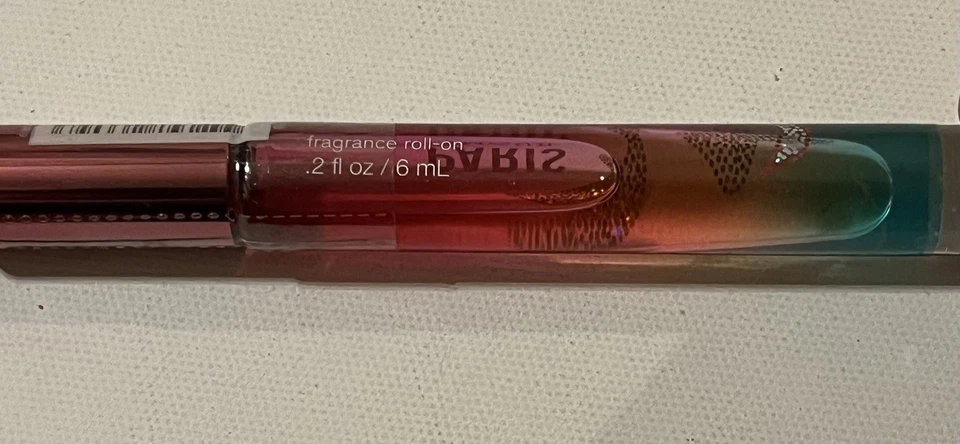 fragrance roll-on
.2 fl oz / 6 mL
PARIS